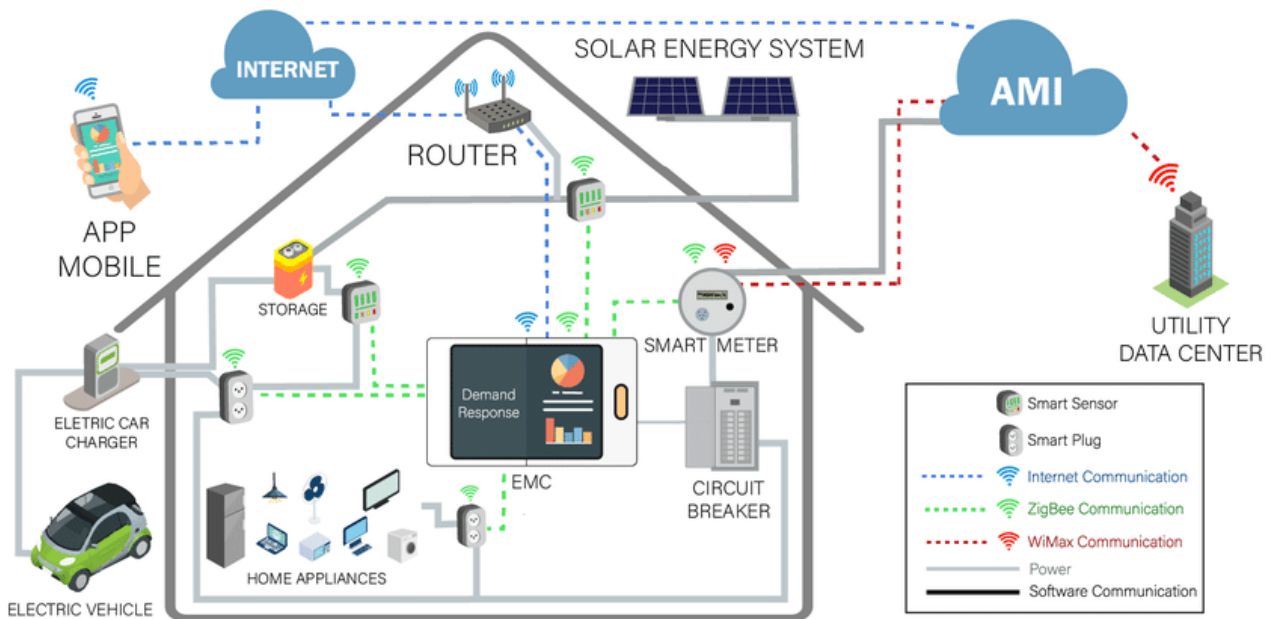 SOLAR ENERGY SYSTEM
INTERNET
AMI
ROUTER
APP
MOBILE
STORAGE
SMART METER
UTILITY
DATA CENTER
ELETRIC CAR
CHARGER
Demand
Response
EMC
CIRCUIT
BREAKER
HOME APPLIANCES
ELECTRIC VEHICLE
Smart Sensor
Smart Plug
Internet Communication
ZigBee Communication
WiMax Communication
Power
Software Communication